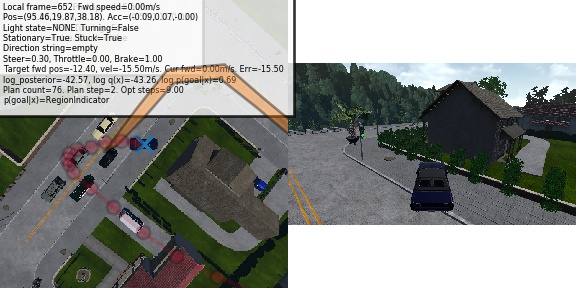 Local frame=652. Fwd speed=0.00m/s
Pos=(95.46,19.87,38.18). Acc=(-0.09,0.07,-0.00)
Light state=NONE. Turning=False
Stationary=True. Stuck=True
Direction string=empty
Steer=0.30, Throttle=0.00, Brake=1.00
Target fwd pos=-12.40, vel=-15.50m/s. Cur fwd=0.00m/s. Err=-15.50
log_posterior=-42.57, log q(x)=-43.26, log p(goal|x)=0.69
Plan count=76. Plan step=2. Opt steps=9.00
p(goal|x)=RegionIndicator